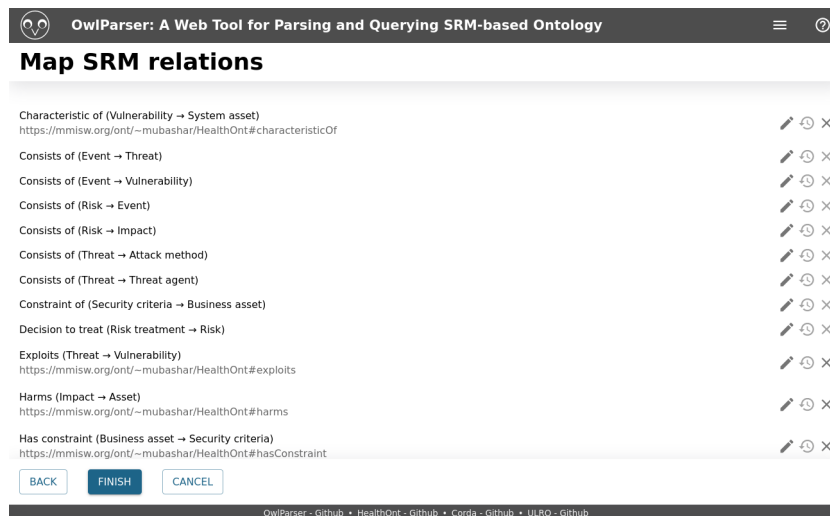 OwlParser: A Web Tool for Parsing and Querying SRM-based Ontology
Map SRM relations
Characteristic of (Vulnerability → System asset)
https://mmisw.org/ont/~mubashar/HealthOnt#characteristicOf
Consists of (Event → Threat)
Consists of (Event → Vulnerability)
Consists of (Risk → Event)
Consists of (Risk → Impact)
Consists of (Threat → Attack method)
Consists of (Threat → Threat agent)
Constraint of (Security criteria → Business asset)
Decision to treat (Risk treatment → Risk)
Exploits (Threat → Vulnerability)
https://mmisw.org/ont/~mubashar/HealthOnt#exploits
Harms (Impact → Asset)
https://mmisw.org/ont/~mubashar/HealthOnt#harms
Has constraint (Business asset → Security criteria)
https://mmisw.org/ont/~mubashar/HealthOnt#hasConstraint
BACK FINISH CANCEL
OwlParser - Github • HealthOnt - Github • Corda - Github • ULRO - Github